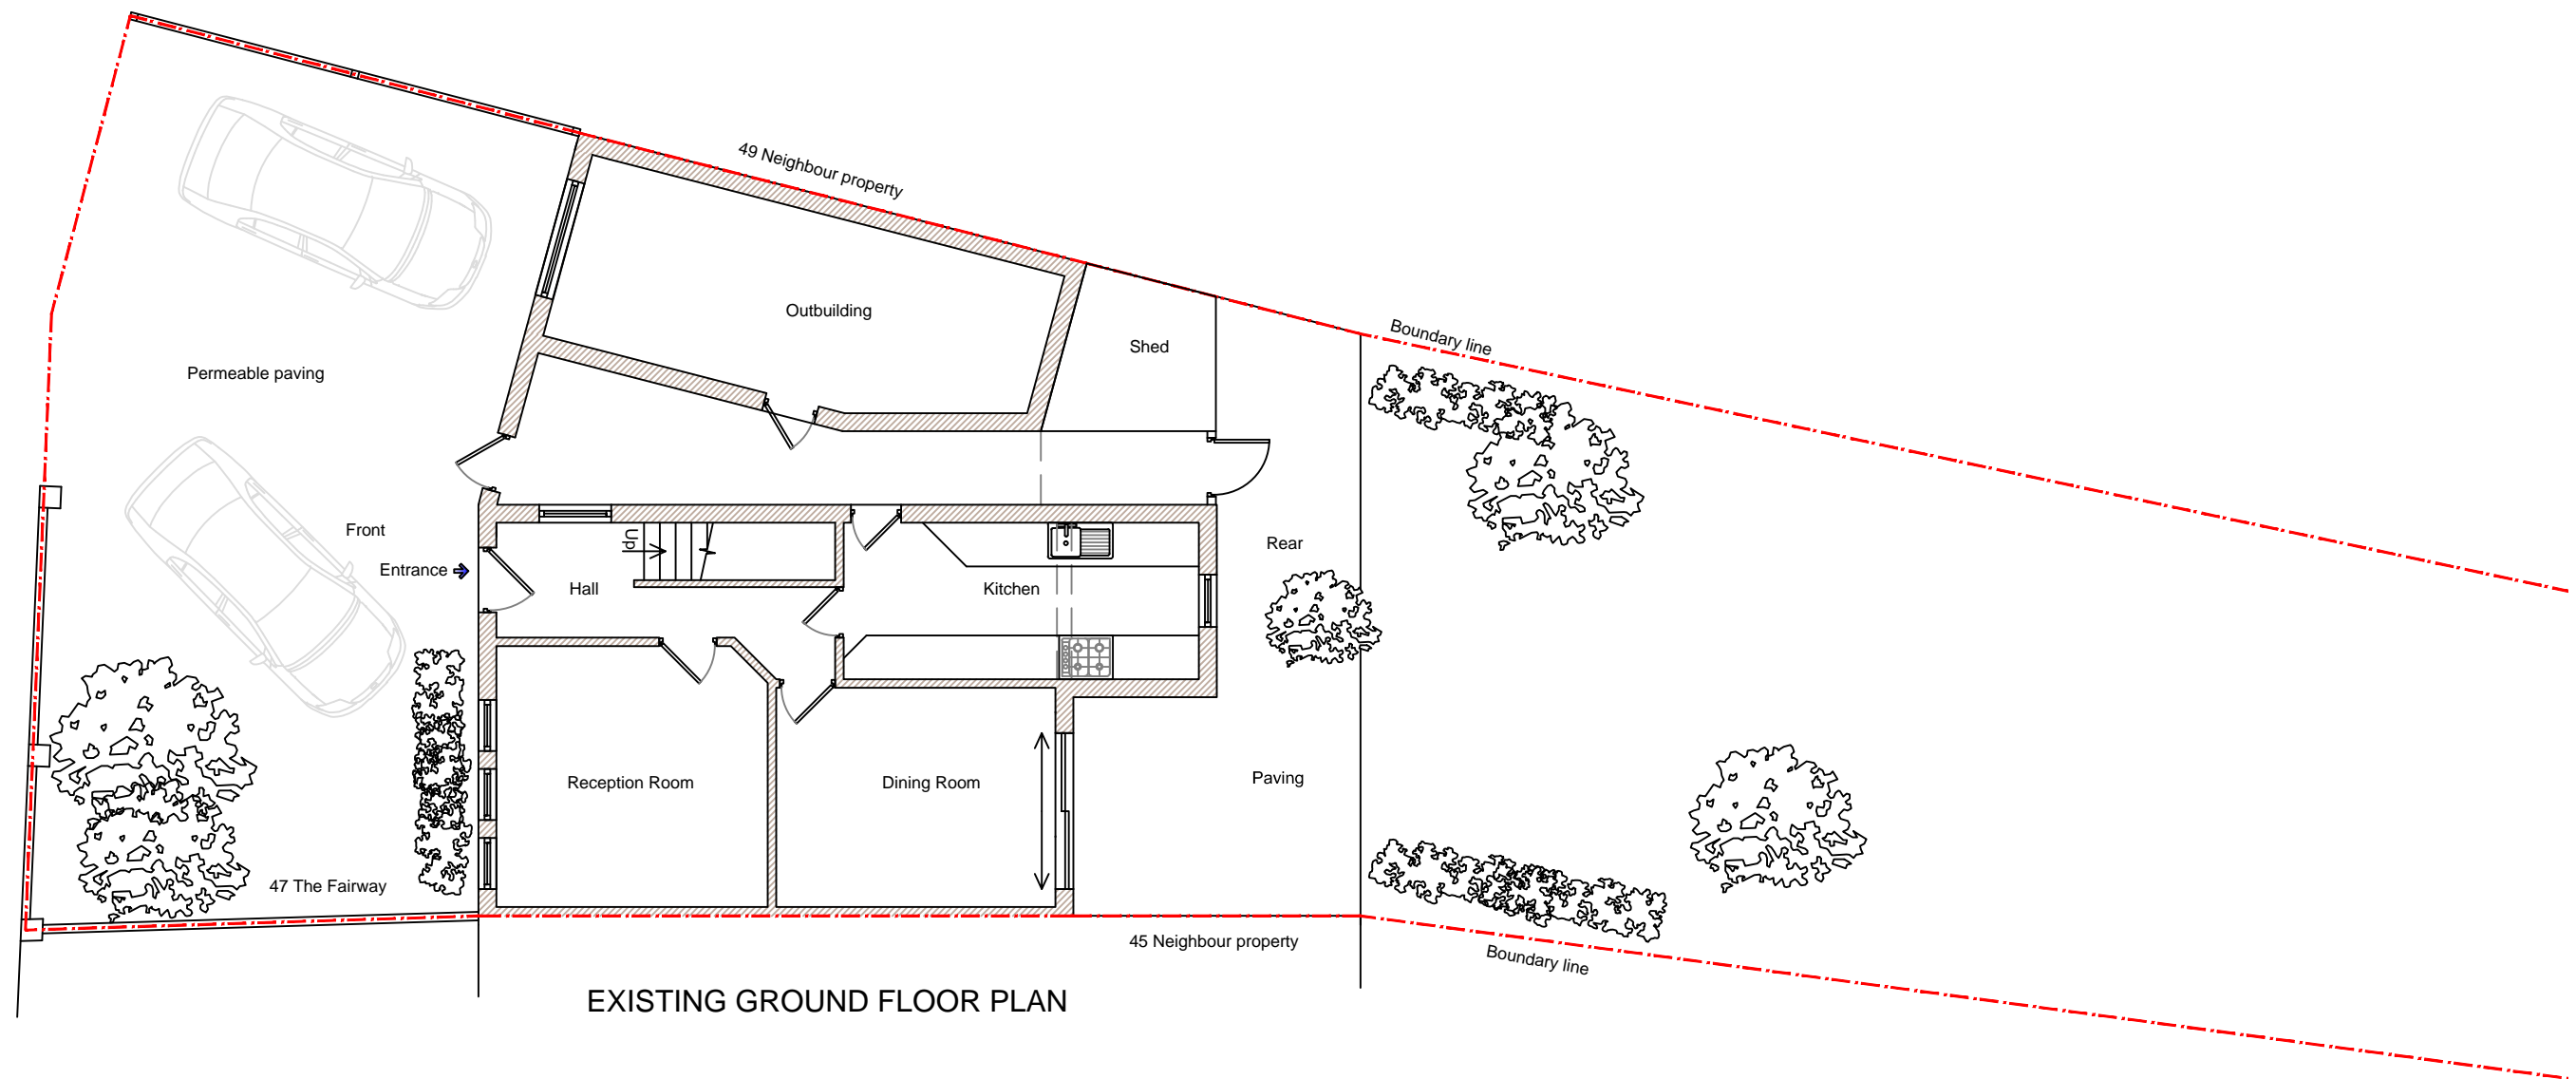 49 Neighbour property
Outbuilding
Shed
Boundary line
Permeable paving
Front
Up
Rear
Entrance
Hall
Kitchen
Reception Room
Dining Room
Paving
47 The Fairway
45 Neighbour property
Boundary line
EXISTING GROUND FLOOR PLAN